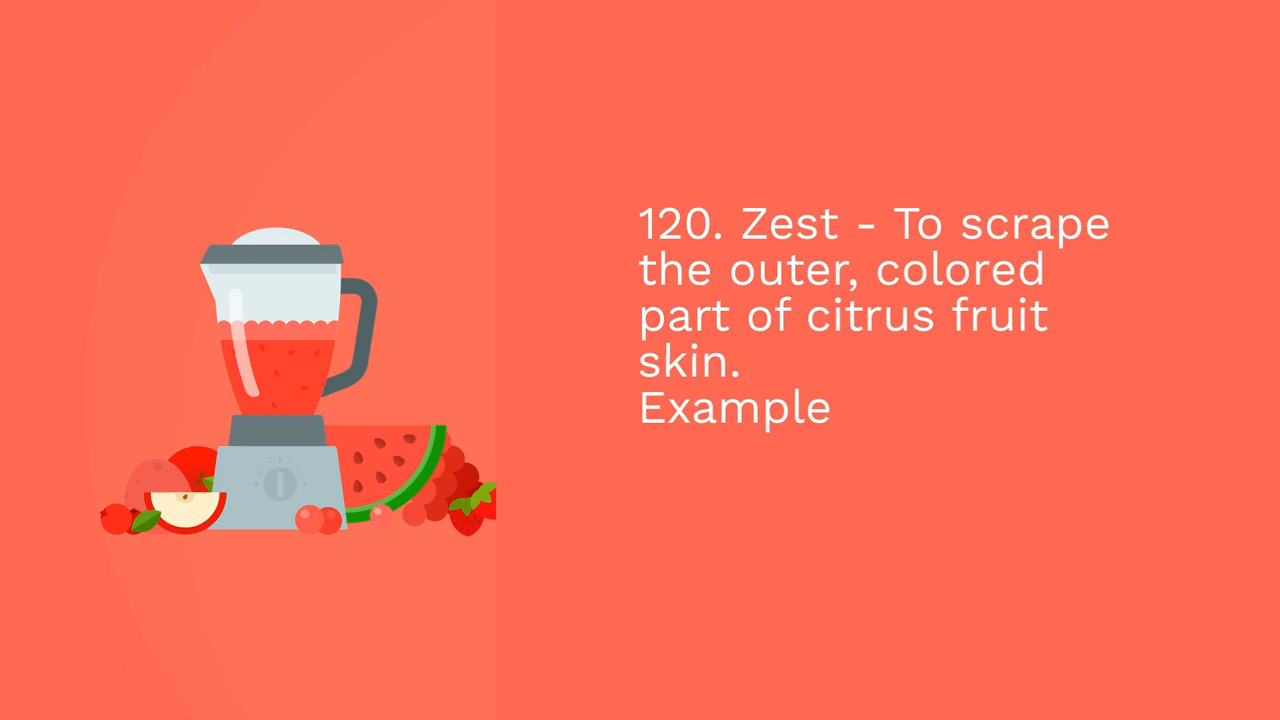 120. Zest - To scrape
the outer, colored
part of citrus fruit
skin.
Example